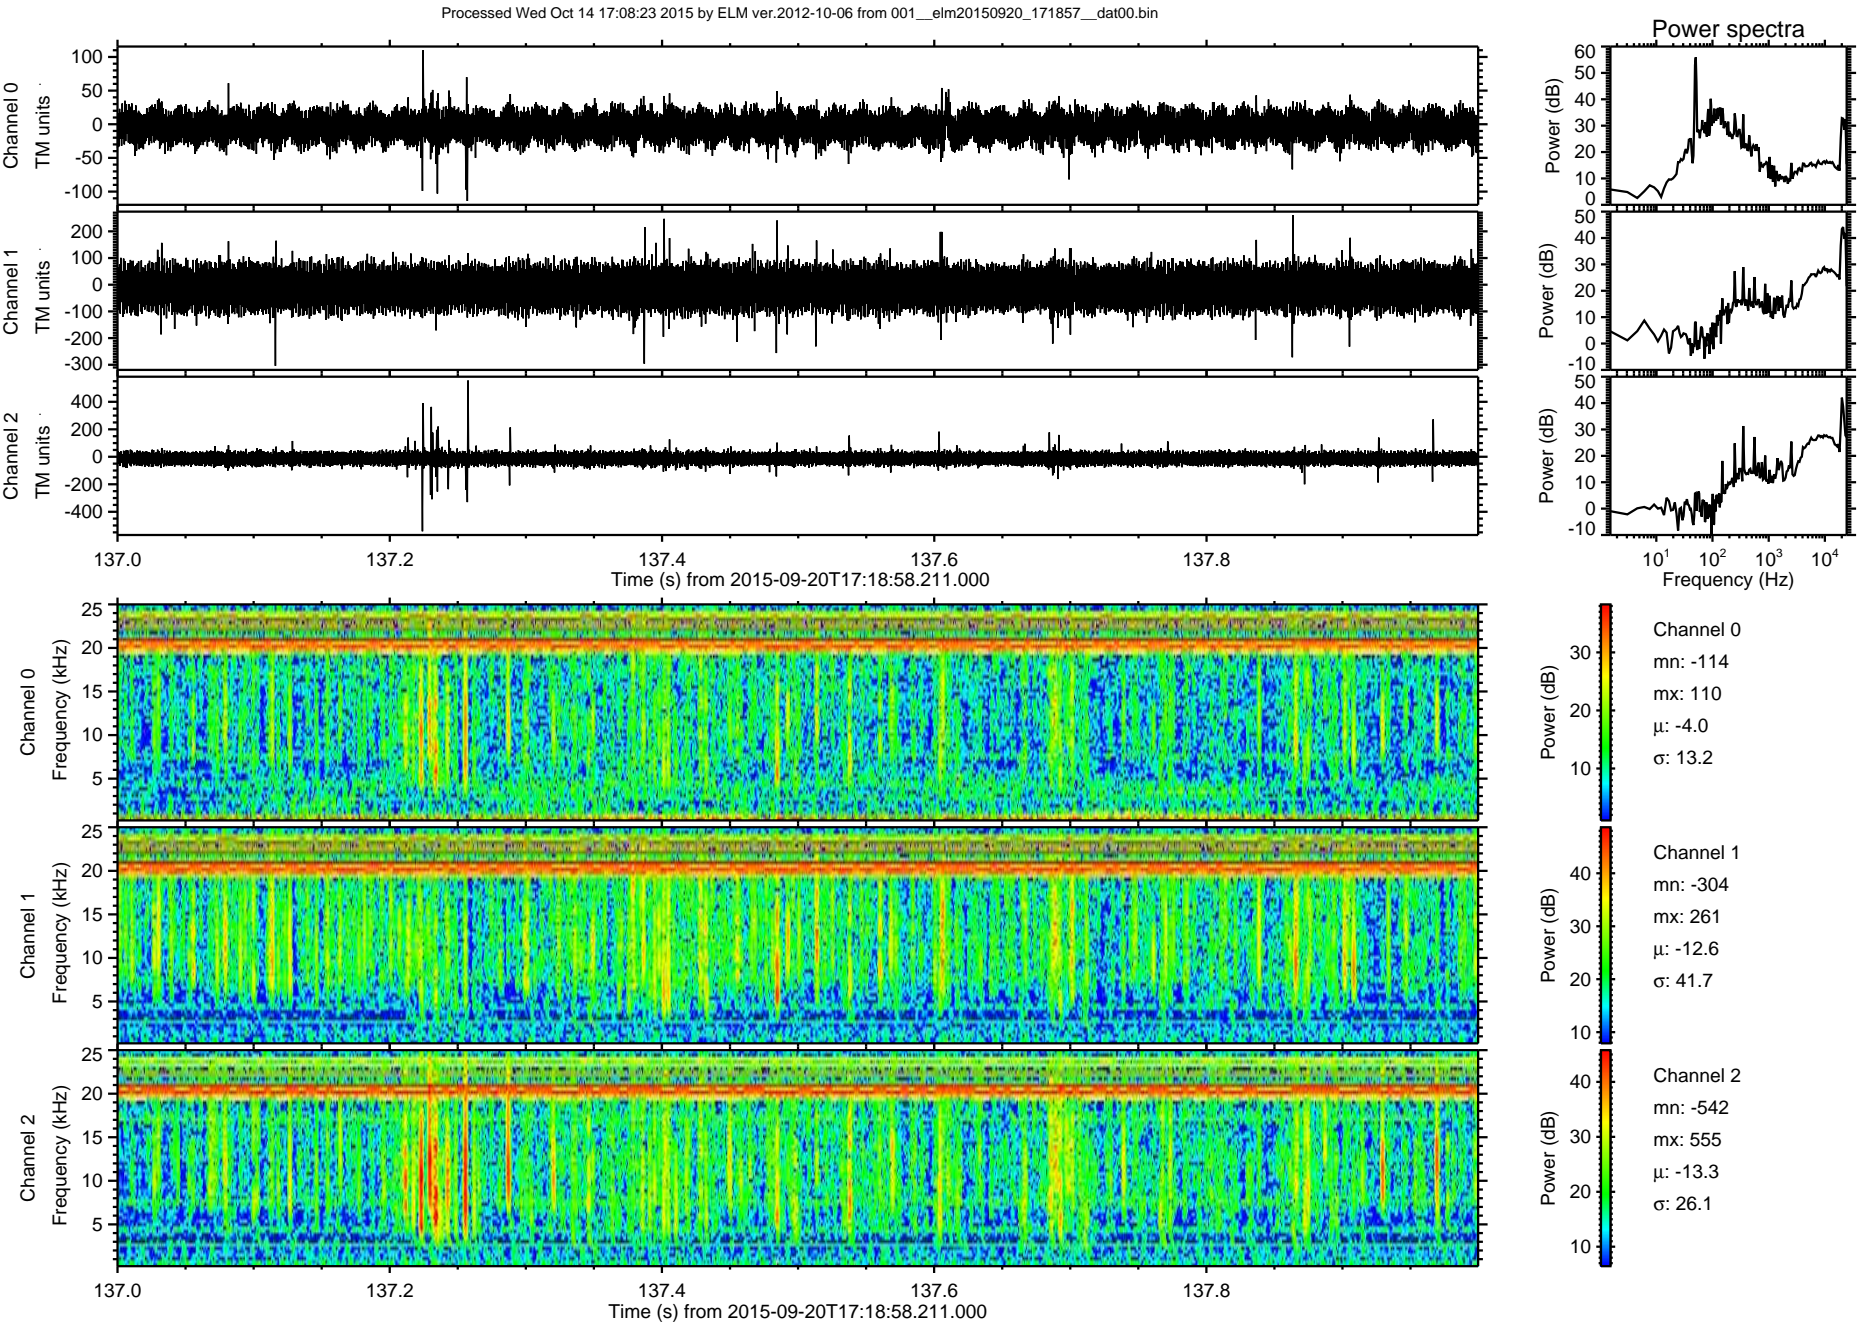 Processed Wed Oct 14 17:08:23 2015 by ELM ver.2012-10-06 from 001__elm20150920_171857__dat00.bin
Power spectra
Channel 0
TM units
100
50
0
-50
-100
Power (dB)
60
50
40
30
20
10
0
Channel 1
TM units
200
100
0
-100
-200
-300
Power (dB)
50
40
30
20
10
0
-10
Channel 2
TM units
400
200
0
-200
-400
Power (dB)
50
40
30
20
10
0
-10
137.0 137.2 137.4 137.6 137.8
Time (s) from 2015-09-20T17:18:58.211.000
10¹ 10² 10³ 10⁴
Frequency (Hz)
Channel 0
Frequency (kHz)
25
20
15
10
5
Power (dB)
30
20
10
Channel 0
mn: -114
mx: 110
μ: -4.0
σ: 13.2
Channel 1
Frequency (kHz)
25
20
15
10
5
Power (dB)
40
30
20
10
Channel 1
mn: -304
mx: 261
μ: -12.6
σ: 41.7
Channel 2
Frequency (kHz)
25
20
15
10
5
Power (dB)
40
30
20
10
Channel 2
mn: -542
mx: 555
μ: -13.3
σ: 26.1
137.0 137.2 137.4 137.6 137.8
Time (s) from 2015-09-20T17:18:58.211.000